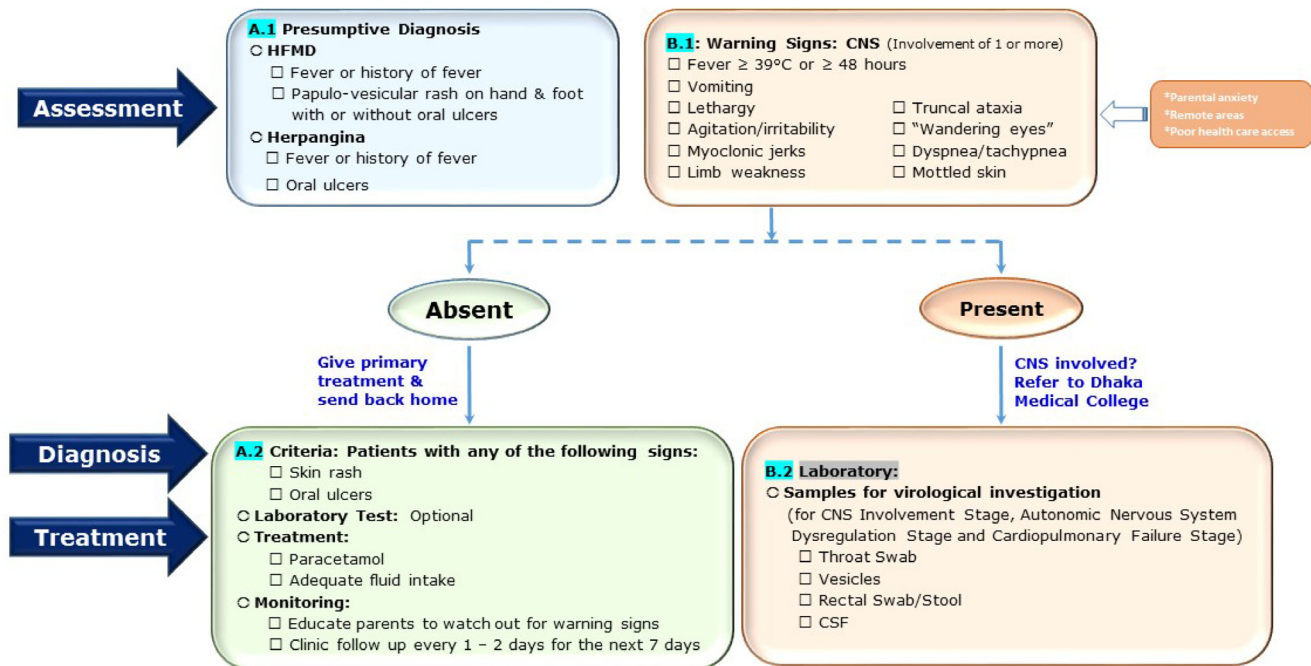 Assessment
A.1 Presumptive Diagnosis
HFMD
Fever or history of fever
Papulo-vesicular rash on hand & foot
with or without oral ulcers
Herpangina
Fever or history of fever
Oral ulcers
B.1: Warning Signs: CNS (Involvement of 1 or more)
Fever ≥ 39°C or ≥ 48 hours
Vomiting
Lethargy
Agitation/irritability
Myoclonic jerks
Limb weakness
Truncal ataxia
“Wandering eyes”
Dyspnea/tachypnea
Mottled skin
*Parental anxiety
*Remote areas
*Poor health care access
Absent
Present
Give primary
treatment &
send back home
CNS involved?
Refer to Dhaka
Medical College
Diagnosis
Treatment
A.2 Criteria: Patients with any of the following signs:
Skin rash
Oral ulcers
Laboratory Test: Optional
Treatment:
Paracetamol
Adequate fluid intake
Monitoring:
Educate parents to watch out for warning signs
Clinic follow up every 1 – 2 days for the next 7 days
B.2 Laboratory:
Samples for virological investigation
(for CNS Involvement Stage, Autonomic Nervous System
Dysregulation Stage and Cardiopulmonary Failure Stage)
Throat Swab
Vesicles
Rectal Swab/Stool
CSF